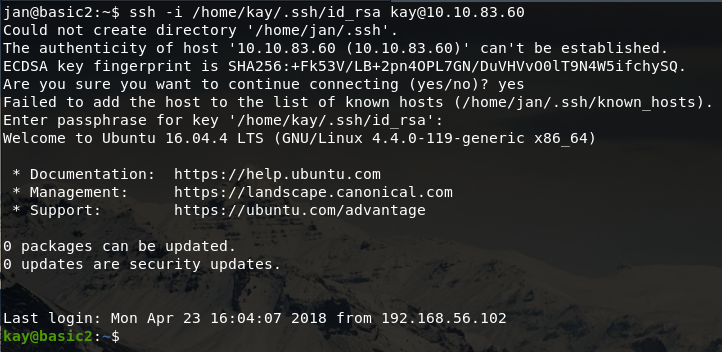 jan@basic2:~$ ssh -i /home/kay/.ssh/id_rsa kay@10.10.83.60
Could not create directory '/home/jan/.ssh'.
The authenticity of host '10.10.83.60 (10.10.83.60)' can't be established.
ECDSA key fingerprint is SHA256:+Fk53V/LB+2pn4OPL7GN/DuVHVvO0lT9N4W5ifchySQ.
Are you sure you want to continue connecting (yes/no)? yes
Failed to add the host to the list of known hosts (/home/jan/.ssh/known_hosts).
Enter passphrase for key '/home/kay/.ssh/id_rsa':
Welcome to Ubuntu 16.04.4 LTS (GNU/Linux 4.4.0-119-generic x86_64)
* Documentation:  https://help.ubuntu.com
* Management:     https://landscape.canonical.com
* Support:        https://ubuntu.com/advantage
0 packages can be updated.
0 updates are security updates.
Last login: Mon Apr 23 16:04:07 2018 from 192.168.56.102
kay@basic2:~$